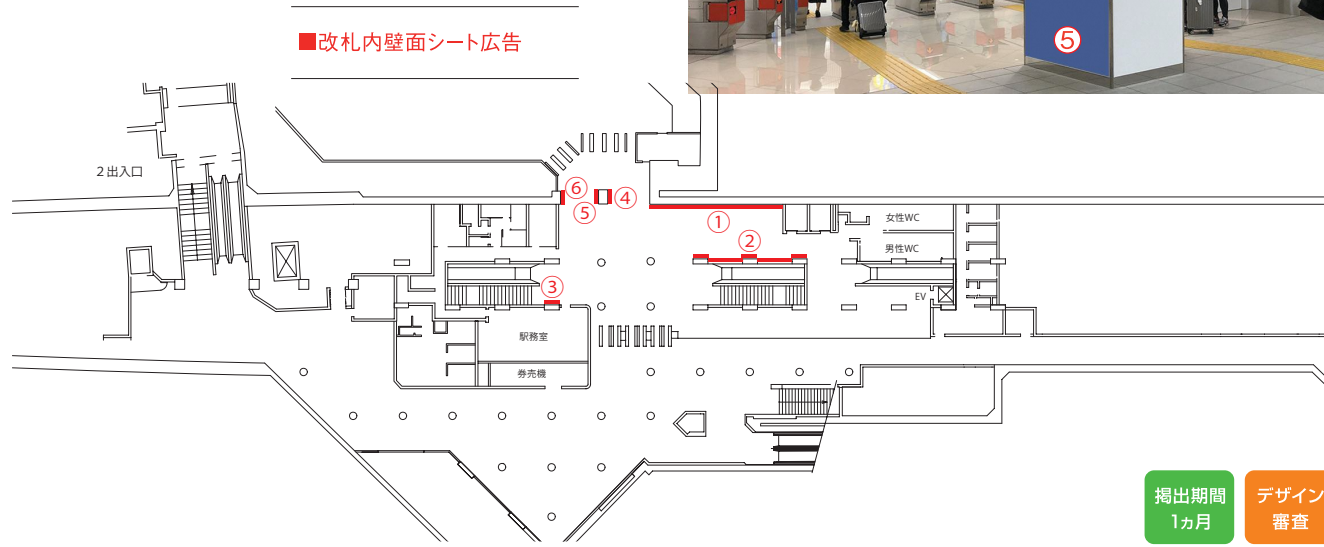 ⑤
■改札内壁面シート広告
2出入口
⑥
④
⑤
①
女性WC
②
男性WC
③
EV
駅務室
券売機
掲出期間
1ヵ月
デザイン
審査